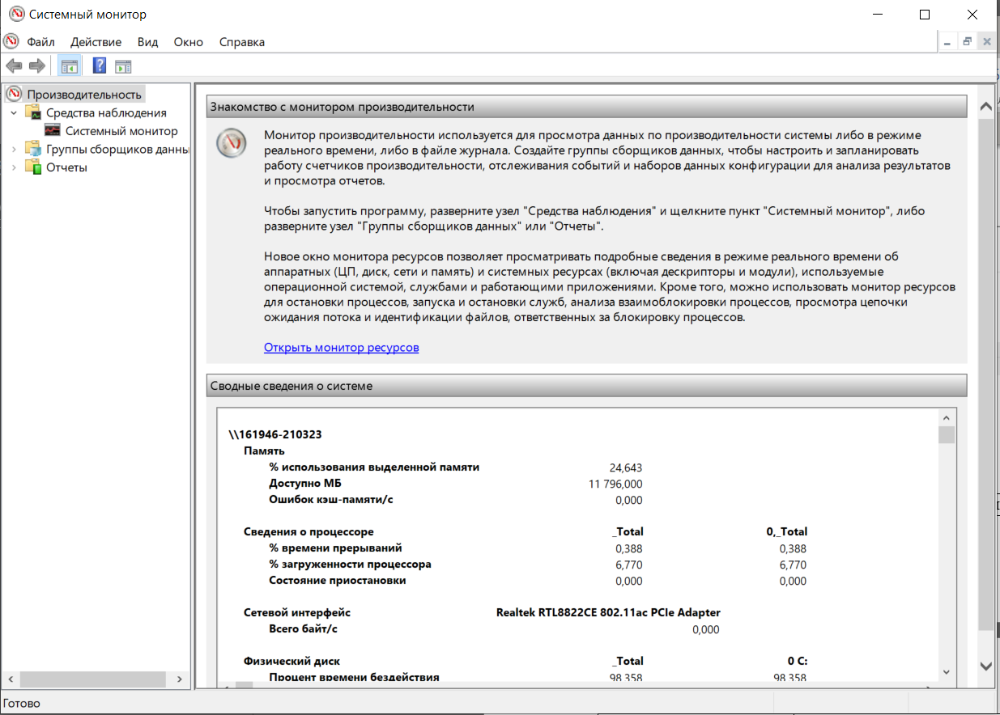 Системный монитор
Файл Действие Вид Окно Справка
Производительность
Средства наблюдения
Системный монитор
Группы сборщиков данны
Отчеты
Знакомство с монитором производительности
Монитор производительности используется для просмотра данных по производительности системы либо в режиме
реального времени, либо в файле журнала. Создайте группы сборщиков данных, чтобы настроить и запланировать
работу счетчиков производительности, отслеживания событий и наборов данных конфигурации для анализа результатов
и просмотра отчетов.
Чтобы запустить программу, разверните узел "Средства наблюдения" и щелкните пункт "Системный монитор", либо
разверните узел "Группы сборщиков данных" или "Отчеты".
Новое окно монитора ресурсов позволяет просматривать подробные сведения в режиме реального времени об
аппаратных (ЦП, диск, сети и память) и системных ресурсах (включая дескрипторы и модули), используемые
операционной системой, службами и работающими приложениями. Кроме того, можно использовать монитор ресурсов
для остановки процессов, запуска и остановки служб, анализа взаимоблокировки процессов, просмотра цепочки
ожидания потока и идентификации файлов, ответственных за блокировку процессов.
Открыть монитор ресурсов
Сводные сведения о системе
\\161946-210323
Память
% использования выделенной памяти 24,643
Доступно МБ 11 796,000
Ошибок кэш-памяти/с 0,000
Сведения о процессоре _Total 0,_Total
% времени прерываний 0,388 0,388
% загруженности процессора 6,770 6,770
Состояние приостановки 0,000 0,000
Сетевой интерфейс Realtek RTL8822CE 802.11ac PCIe Adapter
Всего байт/с 0,000
Физический диск _Total 0 C:
Процент времени бездействия 98,358 98,358
Готово